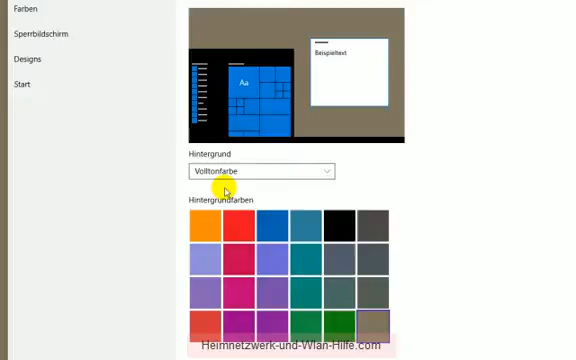 Farben
Sperrbildschirm
Designs
Start
Aa
Beispieltext
Hintergrund
Volltonfarbe
Hintergrundfarben
Heimnetzwerk-und-Wlan-Hilfe.com